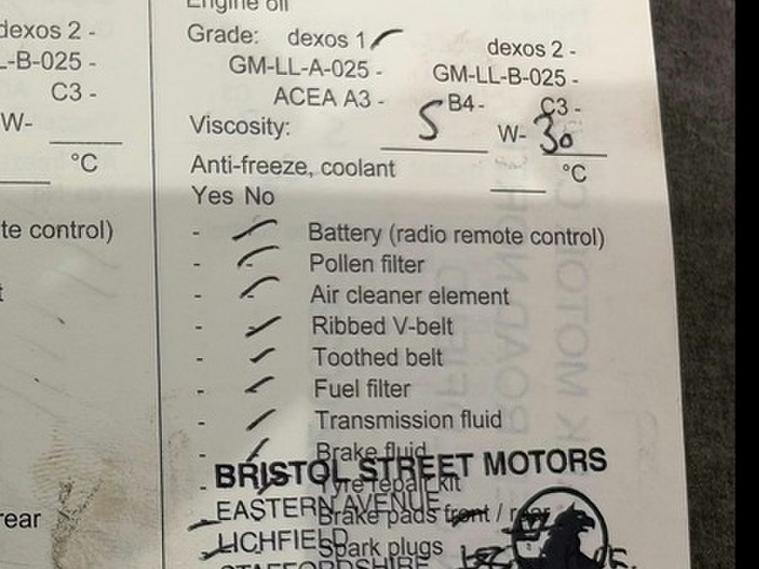 Engine oil
dexos 2 -
Grade: dexos 1 dexos 2 -
L-B-025 -
GM-LL-A-025 - GM-LL-B-025 -
C3 -
ACEA A3 - B4 - C3 -
W-
Viscosity: 5 W- 30
°C
Anti-freeze, coolant °C
Yes No
te control)
- Battery (radio remote control)
- Pollen filter
- Air cleaner element
- Ribbed V-belt
- Toothed belt
- Fuel filter
- Transmission fluid
- Brake fluid
BRISTOL STREET MOTORS
- Tyre repair kit
EASTERN AVENUE
rear
Brake pads front / rear
LICHFIELD
Spark plugs
STAFFORDSHIRE